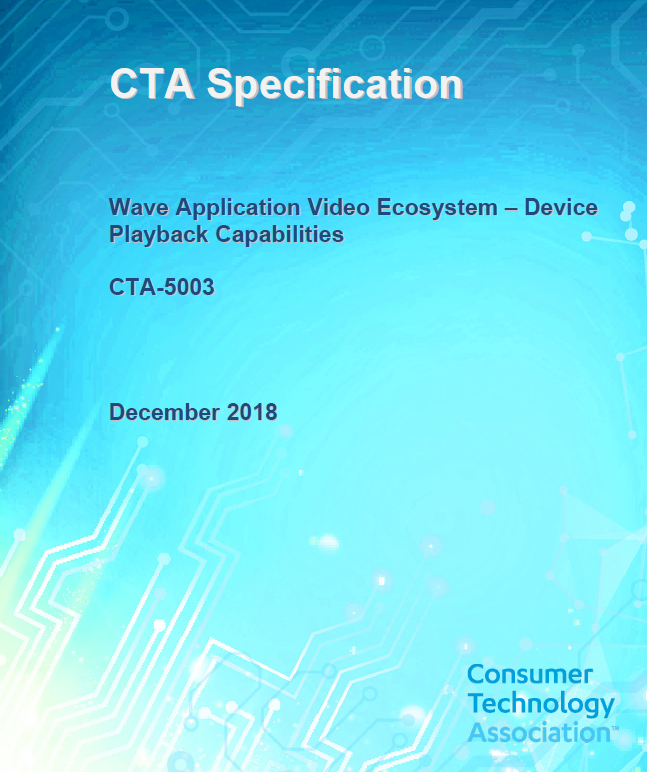 CTA Specification
Wave Application Video Ecosystem – Device
Playback Capabilities
CTA-5003
December 2018
Consumer
Technology
Association™